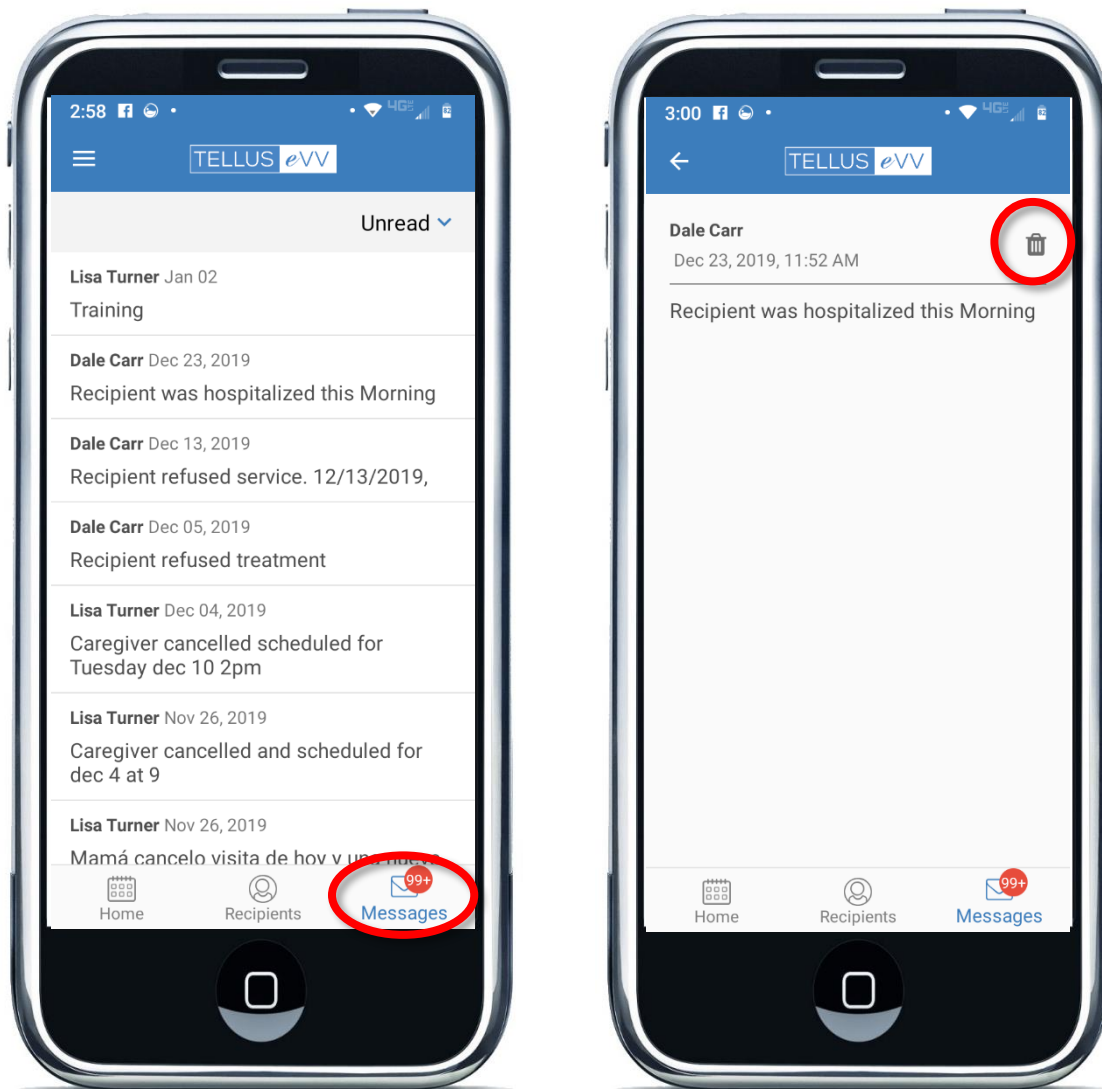 2:58
4G
TELLUS eVV
Unread
Lisa Turner Jan 02
Training
Dale Carr Dec 23, 2019
Recipient was hospitalized this Morning
Dale Carr Dec 13, 2019
Recipient refused service. 12/13/2019,
Dale Carr Dec 05, 2019
Recipient refused treatment
Lisa Turner Dec 04, 2019
Caregiver cancelled scheduled for
Tuesday dec 10 2pm
Lisa Turner Nov 26, 2019
Caregiver cancelled and scheduled for
dec 4 at 9
Lisa Turner Nov 26, 2019
Mamá cancelo visita de hoy y una nueva
99+
Home Recipients Messages
3:00
4G
TELLUS eVV
Dale Carr
Dec 23, 2019, 11:52 AM
Recipient was hospitalized this Morning
99+
Home Recipients Messages